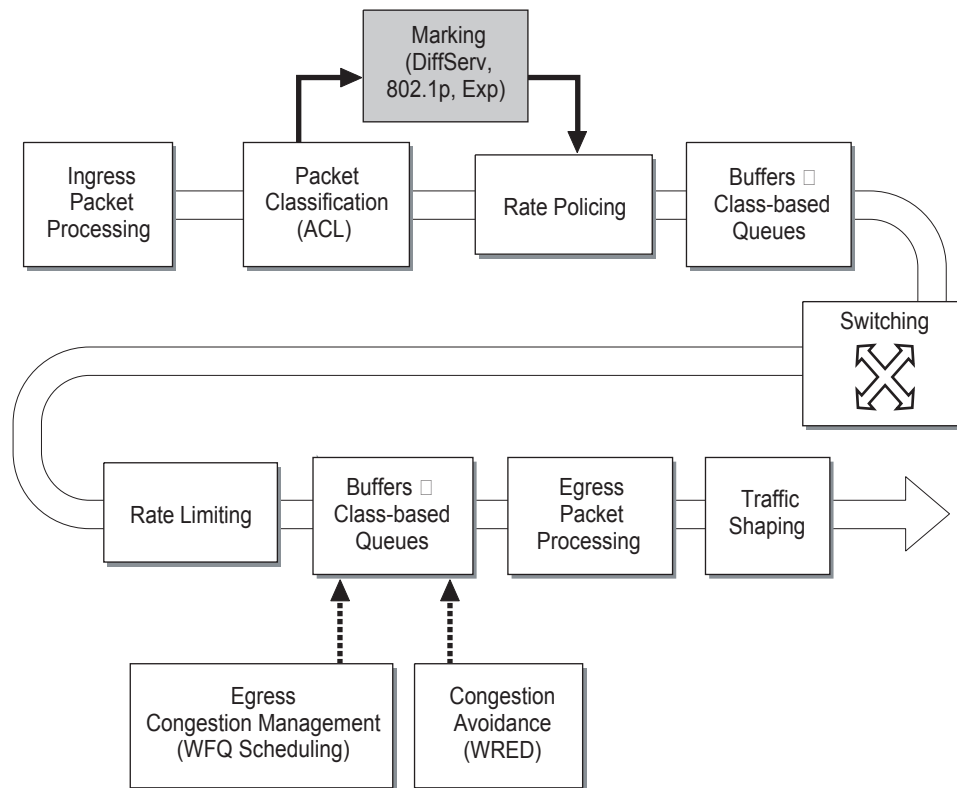 Marking
(DiffServ,
802.1p, Exp)
Ingress
Packet
Processing
Packet
Classification
(ACL)
Rate Policing
Buffers □
Class-based
Queues
Switching
Rate Limiting
Buffers □
Class-based
Queues
Egress
Packet
Processing
Traffic
Shaping
Egress
Congestion Management
(WFQ Scheduling)
Congestion
Avoidance
(WRED)